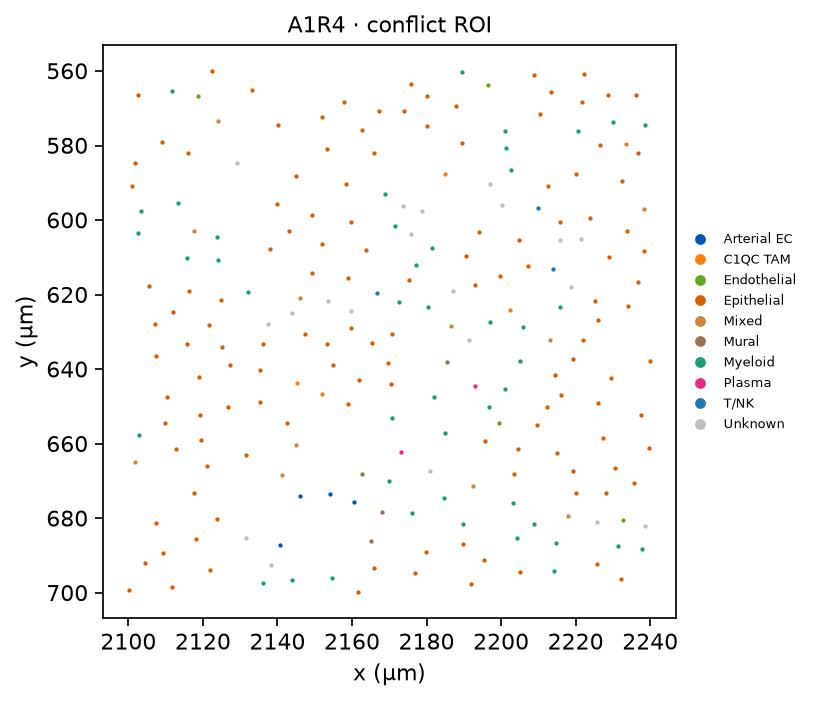 A1R4 · conflict ROI
560
580
600
620
640
660
680
700
y (µm)
2100 2120 2140 2160 2180 2200 2220 2240
x (µm)
Arterial EC
C1QC TAM
Endothelial
Epithelial
Mixed
Mural
Myeloid
Plasma
T/NK
Unknown